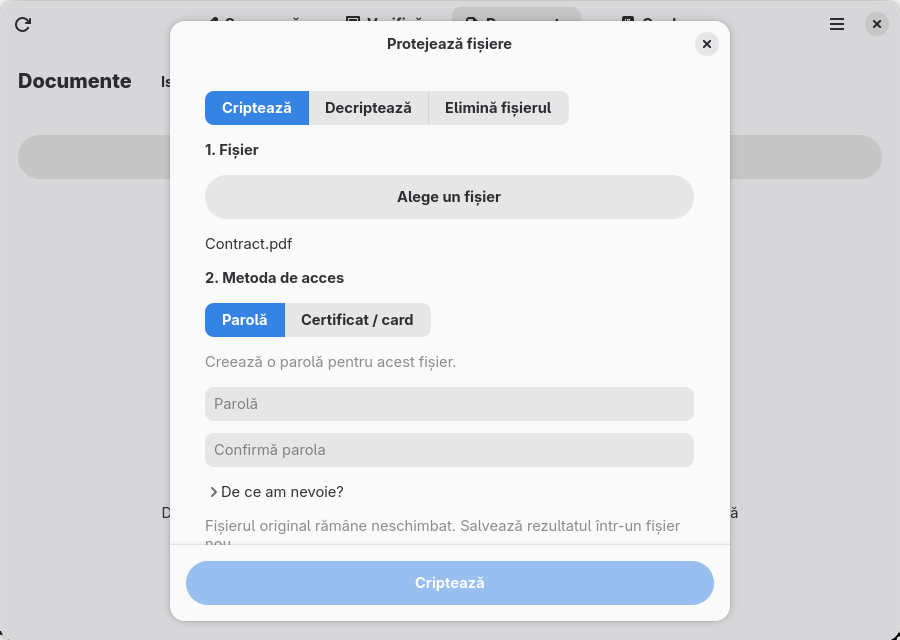 Protejează fișiere
Documente
Criptează
Decriptează
Elimină fișierul
1. Fișier
Alege un fișier
Contract.pdf
2. Metoda de acces
Parolă
Certificat / card
Creează o parolă pentru acest fișier.
Parolă
Confirmă parola
De ce am nevoie?
Fișierul original rămâne neschimbat. Salvează rezultatul într-un fișier
nou.
Criptează